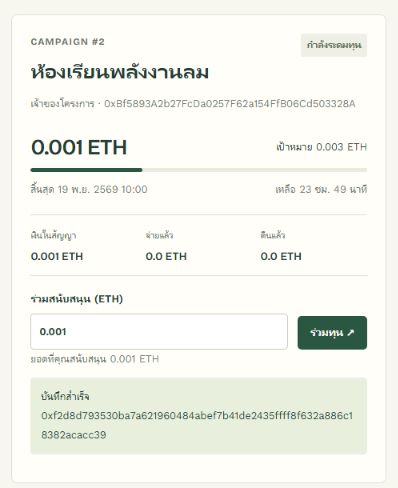 CAMPAIGN #2
กำลังระดมทุน
ห้องเรียนพลังงานลม
เจ้าของโครงการ · 0xBf5893A2b27FcDa0257F62a154FfB06Cd503328A
0.001 ETH
เป้าหมาย 0.003 ETH
สิ้นสุด 19 พ.ย. 2569 10:00
เหลือ 23 ชม. 49 นาที
เงินในสัญญา
จ่ายแล้ว
คืนแล้ว
0.001 ETH
0.0 ETH
0.0 ETH
ร่วมสนับสนุน (ETH)
0.001
ร่วมทุน ↗
ยอดที่คุณสนับสนุน 0.001 ETH
บันทึกสำเร็จ
0xf2d8d793530ba7a621960484abef7b41de2435ffff8f632a886c1
8382acacc39